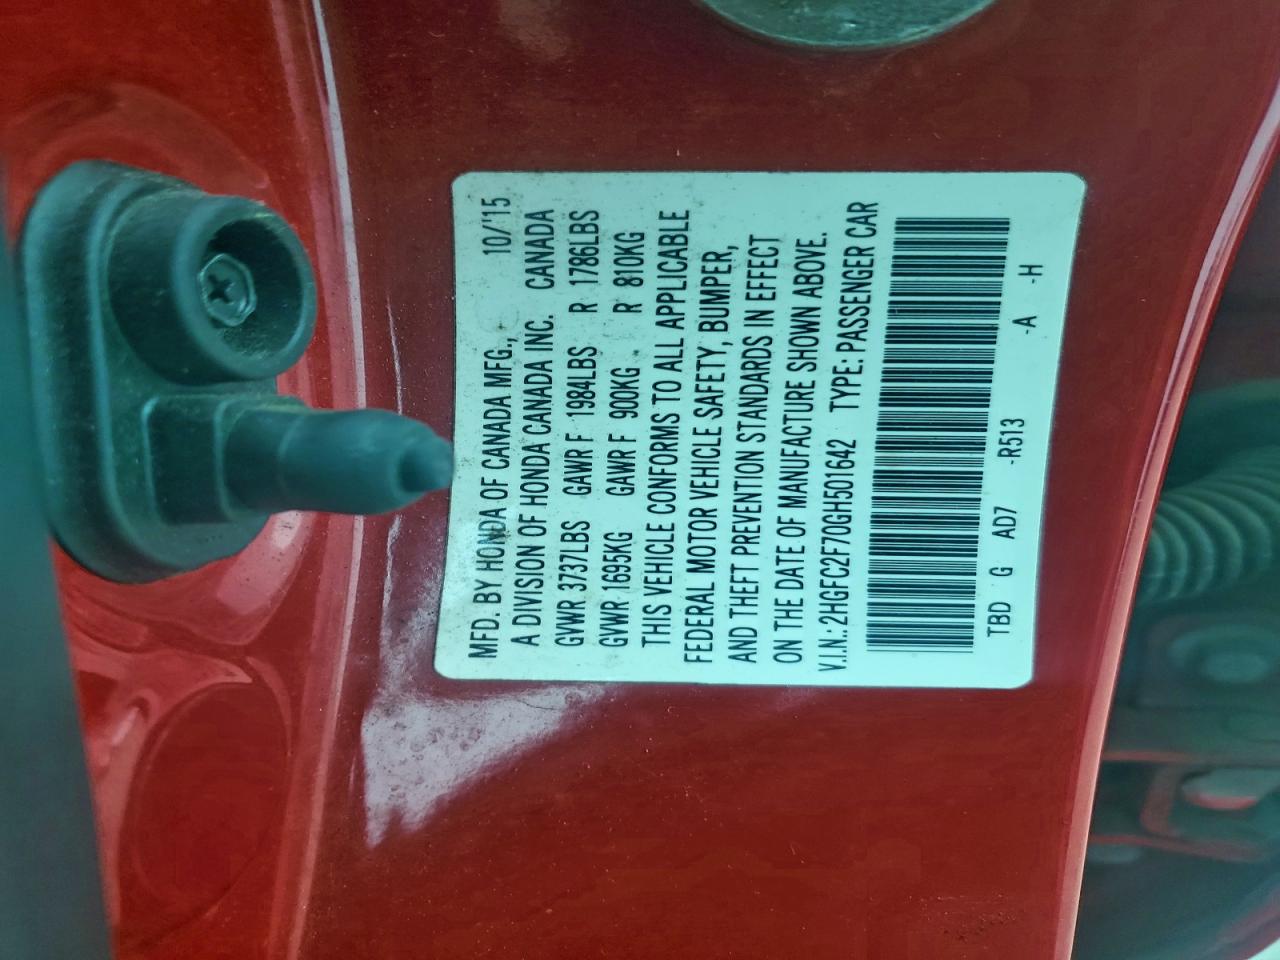 MFD. BY HONDA OF CANADA MFG., 10/'15
A DIVISION OF HONDA CANADA INC. CANADA
GVWR 3737LBS GAWR F 1984LBS R 1786LBS
GVWR 1695KG GAWR F 900KG R 810KG
THIS VEHICLE CONFORMS TO ALL APPLICABLE
FEDERAL MOTOR VEHICLE SAFETY, BUMPER,
AND THEFT PREVENTION STANDARDS IN EFFECT
ON THE DATE OF MANUFACTURE SHOWN ABOVE.
V.I.N.: 2HGFC2F70GH501642 TYPE: PASSENGER CAR
TBD G AD7 -R513 -A -H